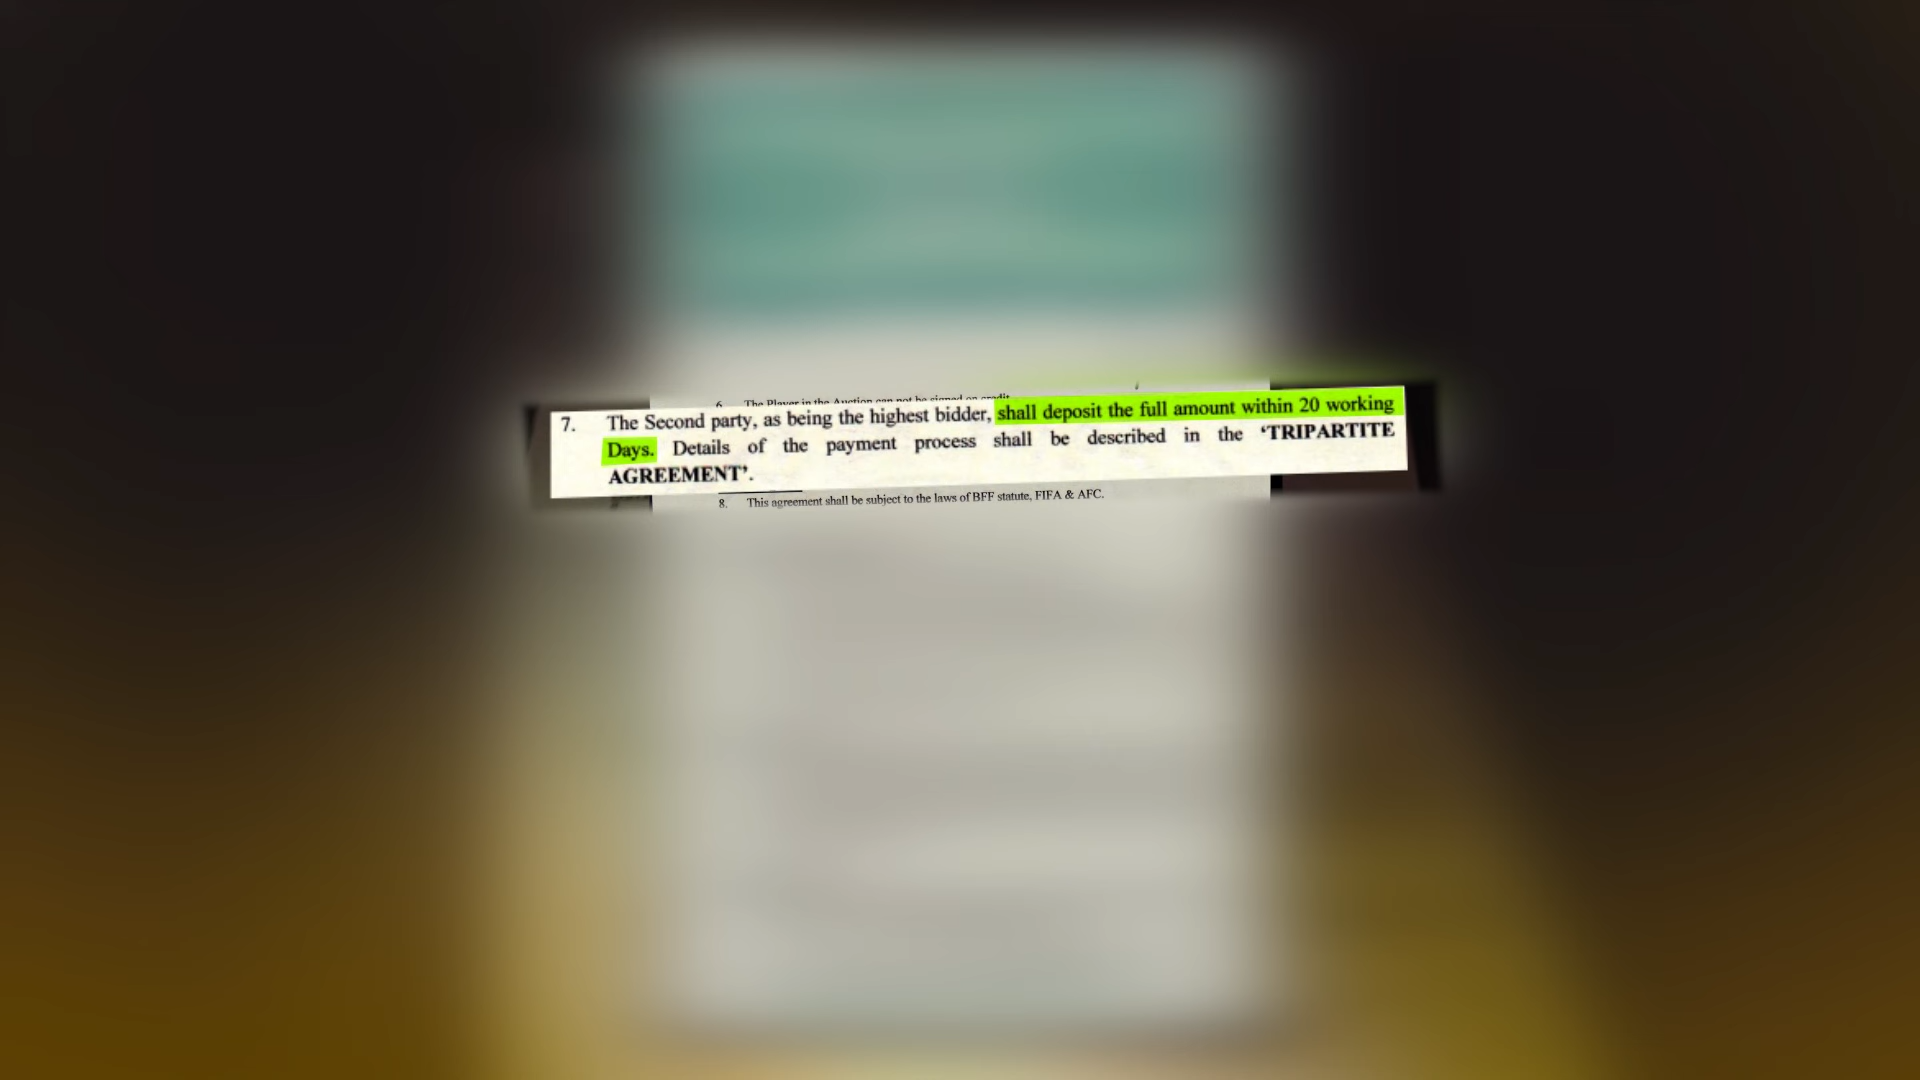 6. The Player in the Auction can not be signed on credit
7. The Second party, as being the highest bidder, shall deposit the full amount within 20 working
Days. Details of the payment process shall be described in the ‘TRIPARTITE
AGREEMENT’.
8. This agreement shall be subject to the laws of BFF statute, FIFA & AFC.